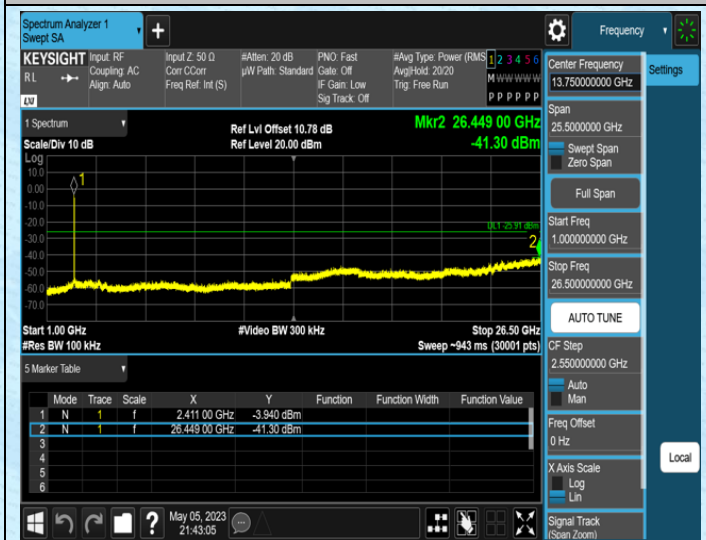 Spectrum Analyzer 1
Swept SA
+
Frequency
KEYSIGHT
RL
LXI
Input: RF
Coupling: AC
Align: Auto
Input Z: 50 Ω
Corr CCorr
Freq Ref: Int (S)
#Atten: 20 dB
µW Path: Standard
PNO: Fast
Gate: Off
IF Gain: Low
Sig Track: Off
#Avg Type: Power (RMS
Avg|Hold: 20/20
Trig: Free Run
1 2 3 4 5 6
M W W W W W
P P P P P P
1 Spectrum
Scale/Div 10 dB
Ref Lvl Offset 10.78 dB
Ref Level 20.00 dBm
Mkr2 26.449 00 GHz
-41.30 dBm
Log
10.0
0.00
-10.0
-20.0
-30.0
-40.0
-50.0
-60.0
-70.0
1
DL1 -25.91 dBm
2
Start 1.00 GHz
#Res BW 100 kHz
#Video BW 300 kHz
Stop 26.50 GHz
Sweep ~943 ms (30001 pts)
5 Marker Table
Mode Trace Scale X Y Function Function Width Function Value
1 N 1 f 2.411 00 GHz -3.940 dBm
2 N 1 f 26.449 00 GHz -41.30 dBm
3
4
5
6
?
May 05, 2023
21:43:05
Center Frequency
13.750000000 GHz
Settings
Span
25.5000000 GHz
Swept Span
Zero Span
Full Span
Start Freq
1.000000000 GHz
Stop Freq
26.500000000 GHz
AUTO TUNE
CF Step
2.550000000 GHz
Auto
Man
Freq Offset
0 Hz
X Axis Scale
Log
Lin
Local
Signal Track
(Span Zoom)